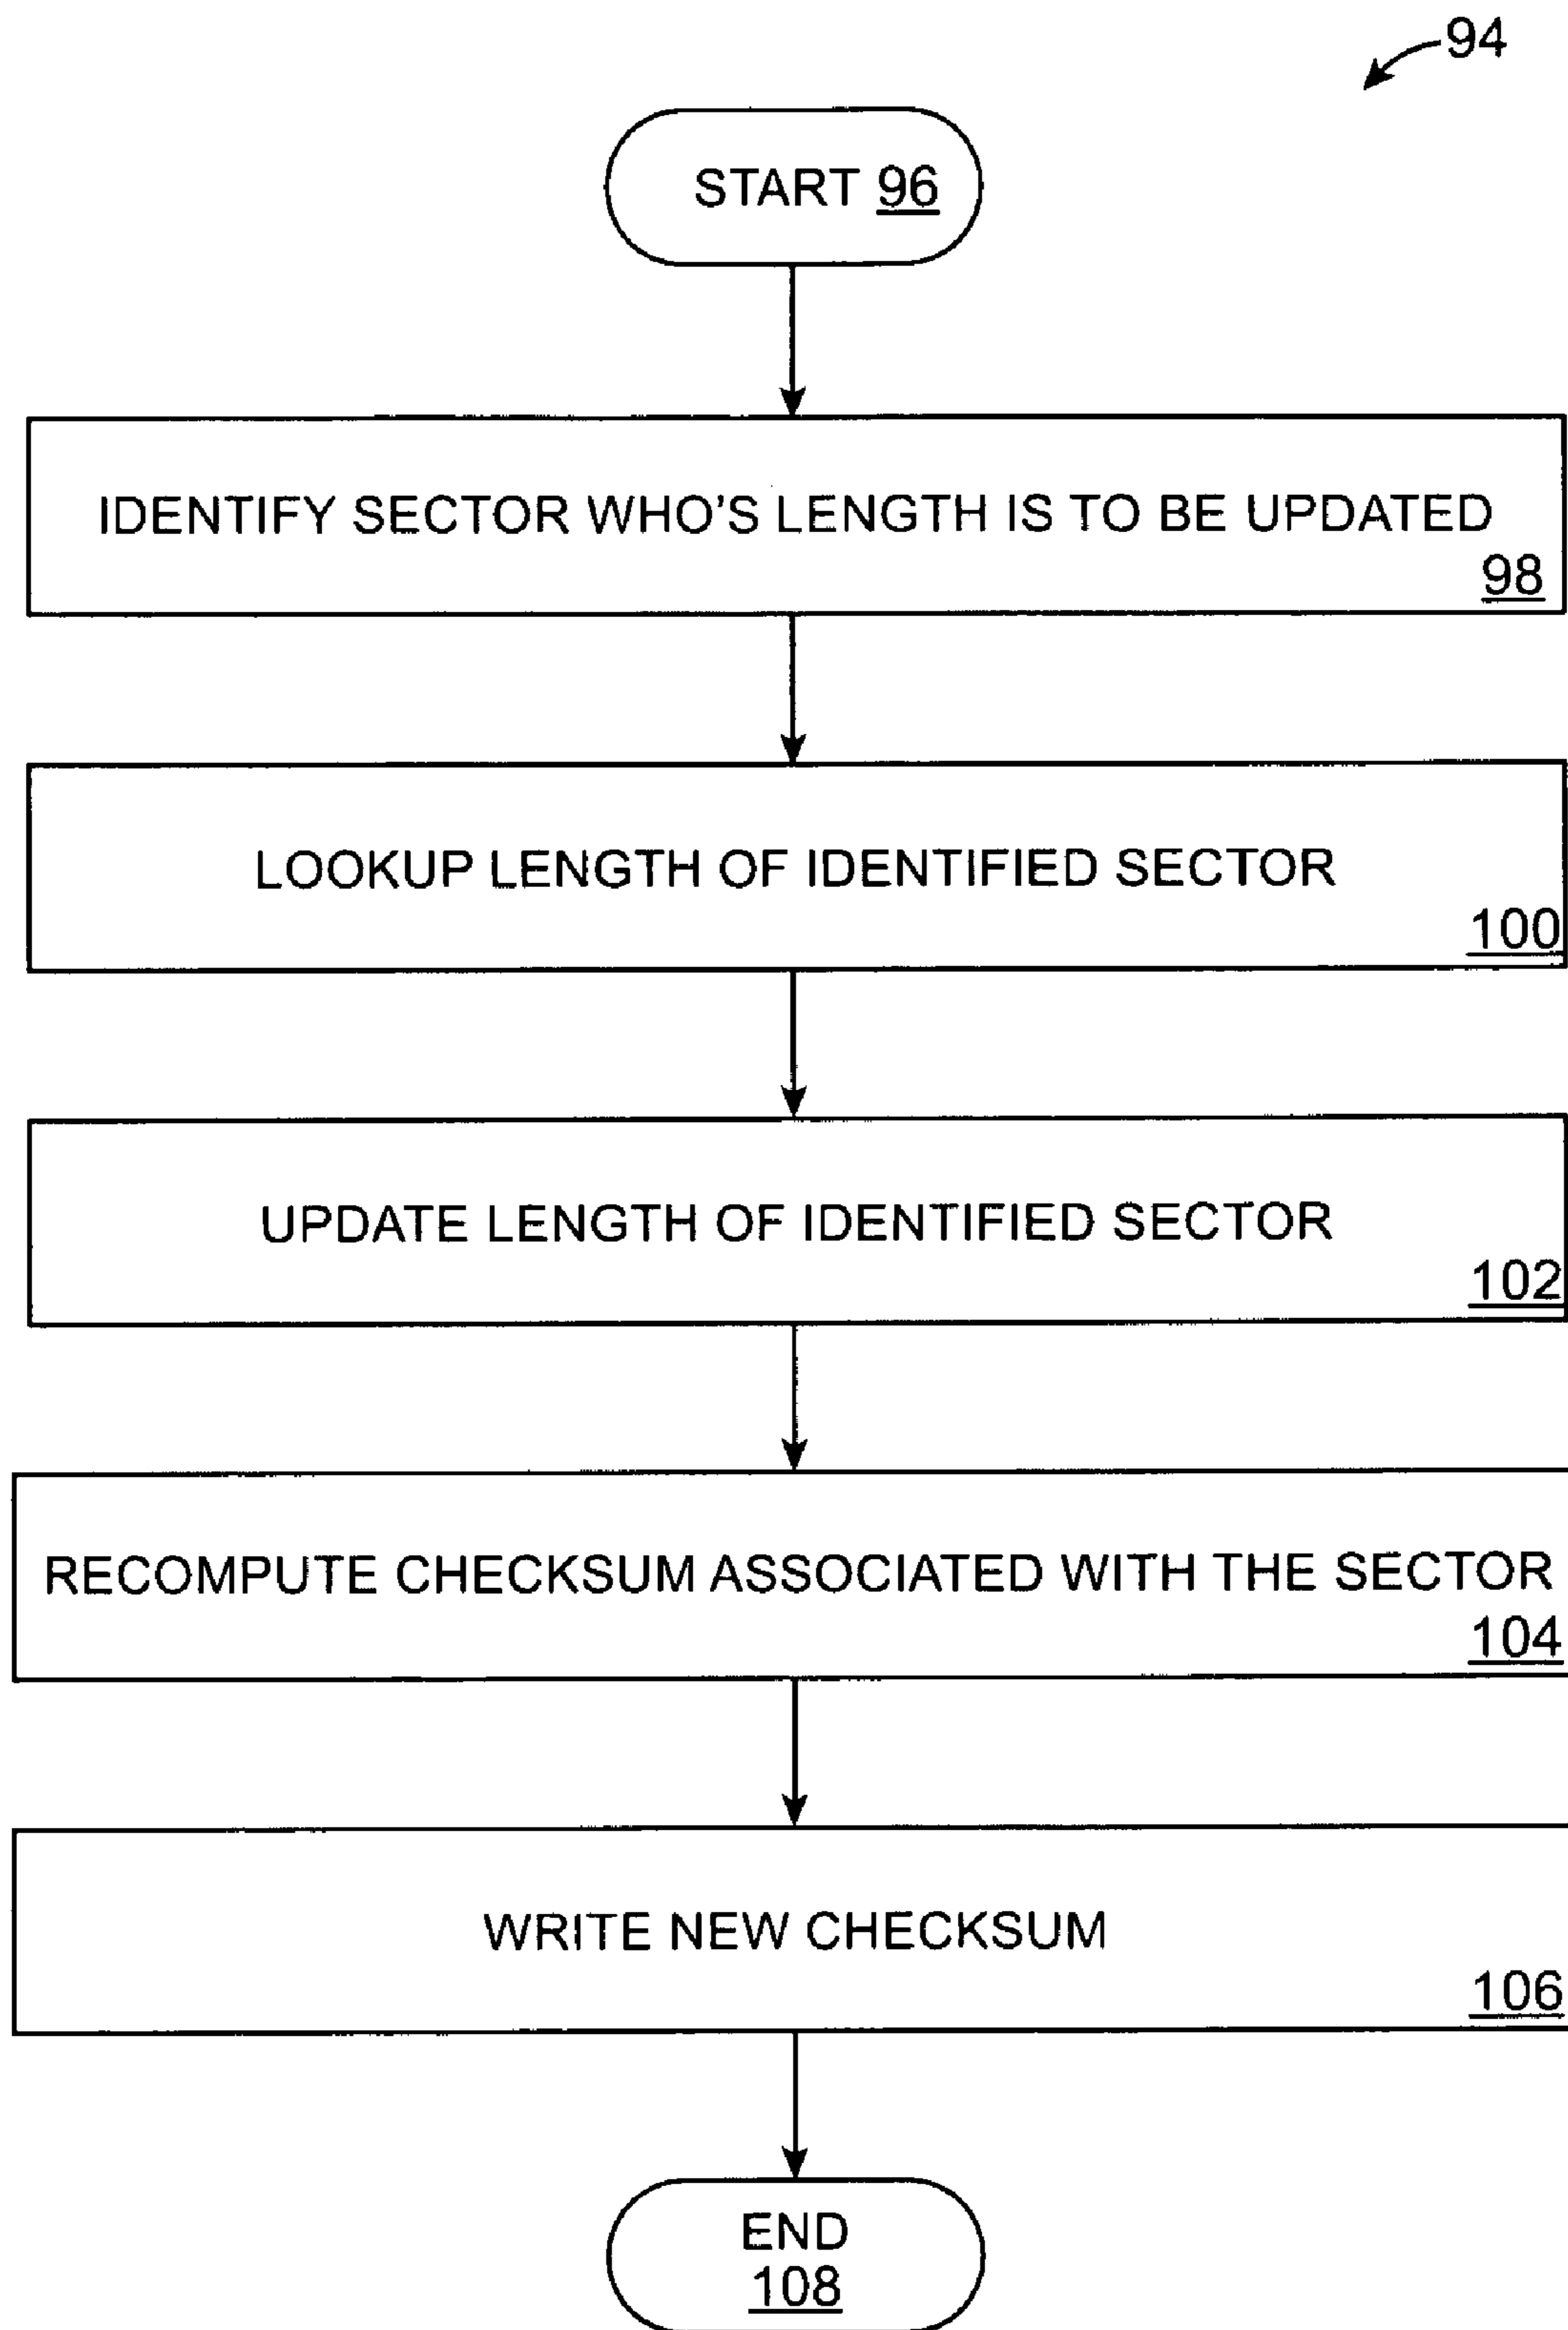 94
START 96
IDENTIFY SECTOR WHO'S LENGTH IS TO BE UPDATED
98
LOOKUP LENGTH OF IDENTIFIED SECTOR
100
UPDATE LENGTH OF IDENTIFIED SECTOR
102
RECOMPUTE CHECKSUM ASSOCIATED WITH THE SECTOR
104
WRITE NEW CHECKSUM
106
END
108